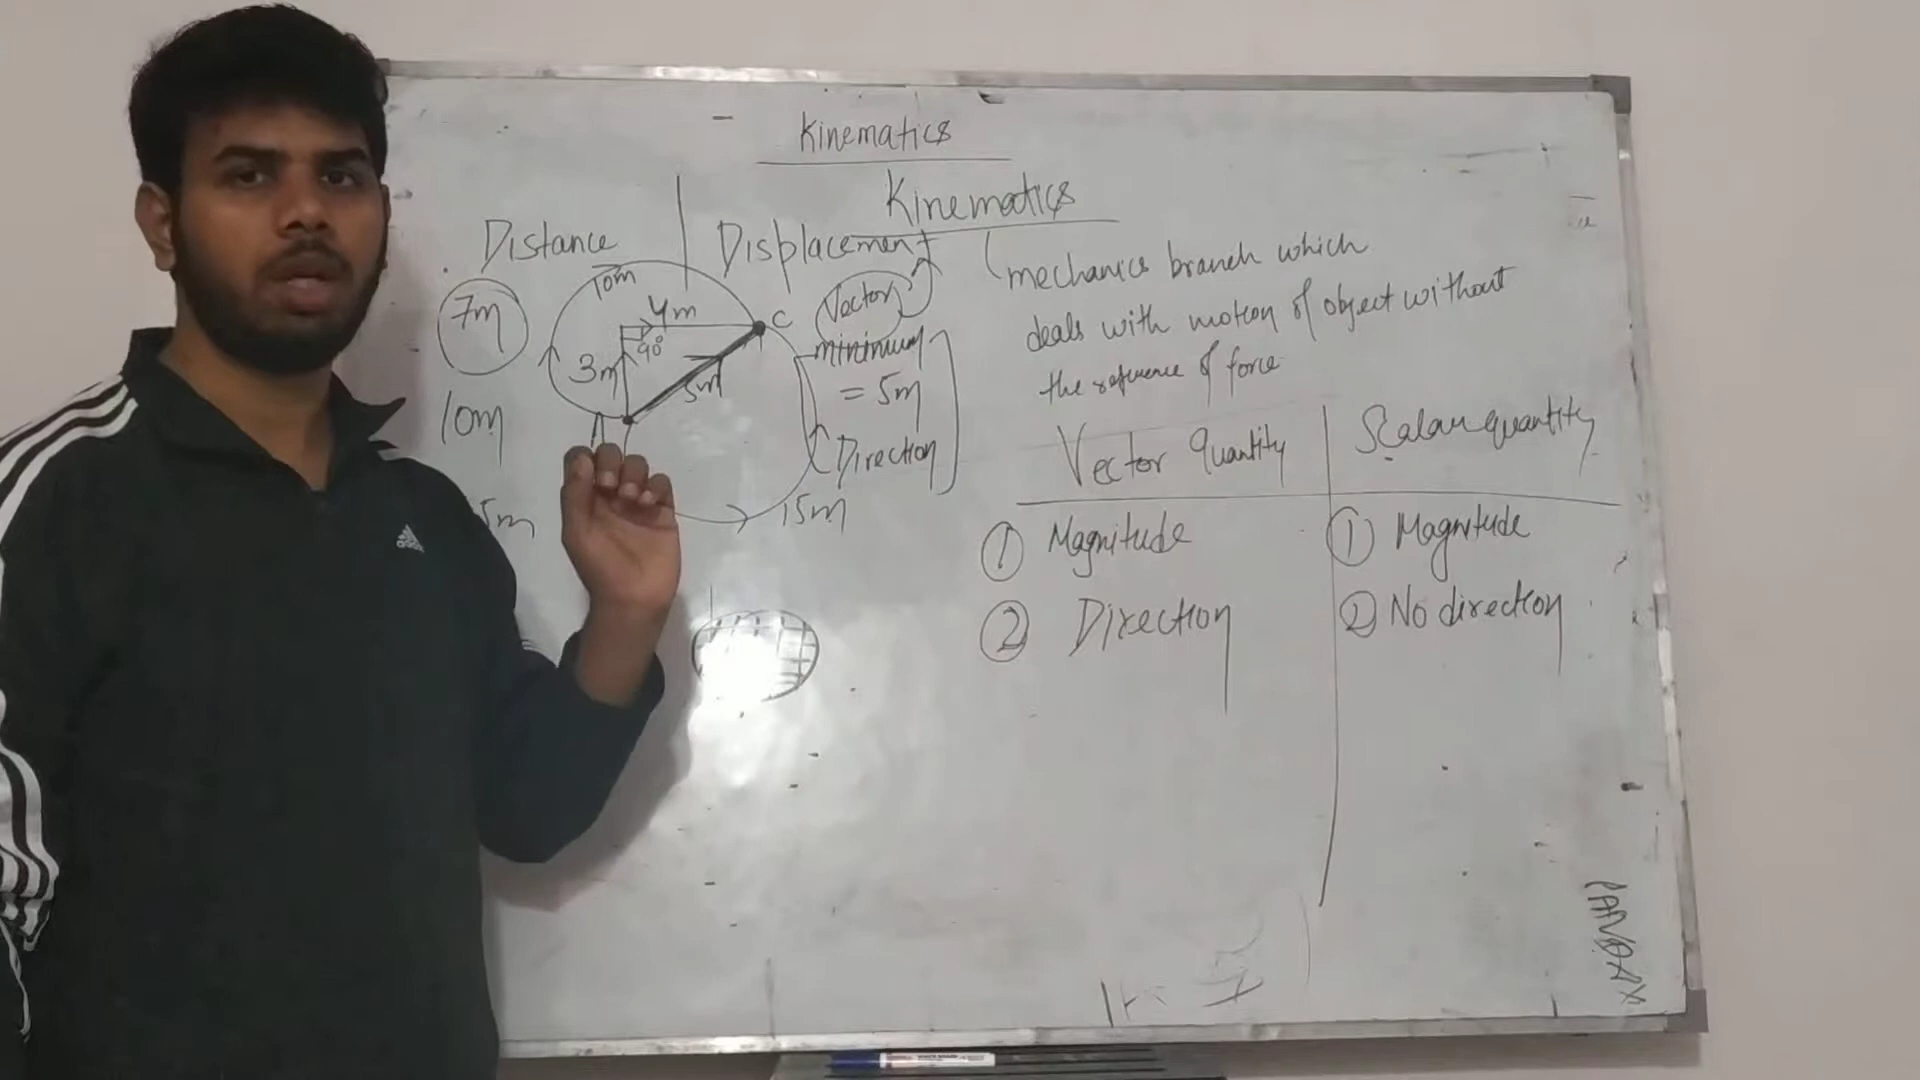 Kinematics
Kinematics
Distance
Displacement
10m
7m
4m
C
Vector
90°
3m
5m
minimum
= 5m
10m
Direction
5m
15m
(mechanics branch which
deals with motion of object without
the reference of force
Vector Quantity
Scalar quantity
① Magnitude
① Magnitude
② Direction
② No direction